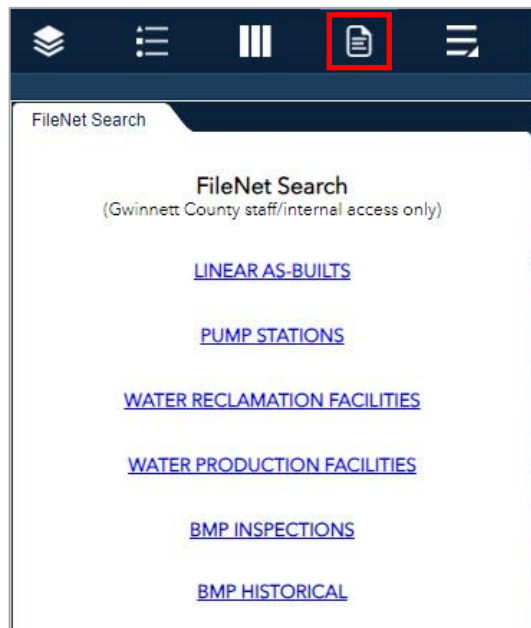 FileNet Search
FileNet Search
(Gwinnett County staff/internal access only)
LINEAR AS-BUILTS
PUMP STATIONS
WATER RECLAMATION FACILITIES
WATER PRODUCTION FACILITIES
BMP INSPECTIONS
BMP HISTORICAL